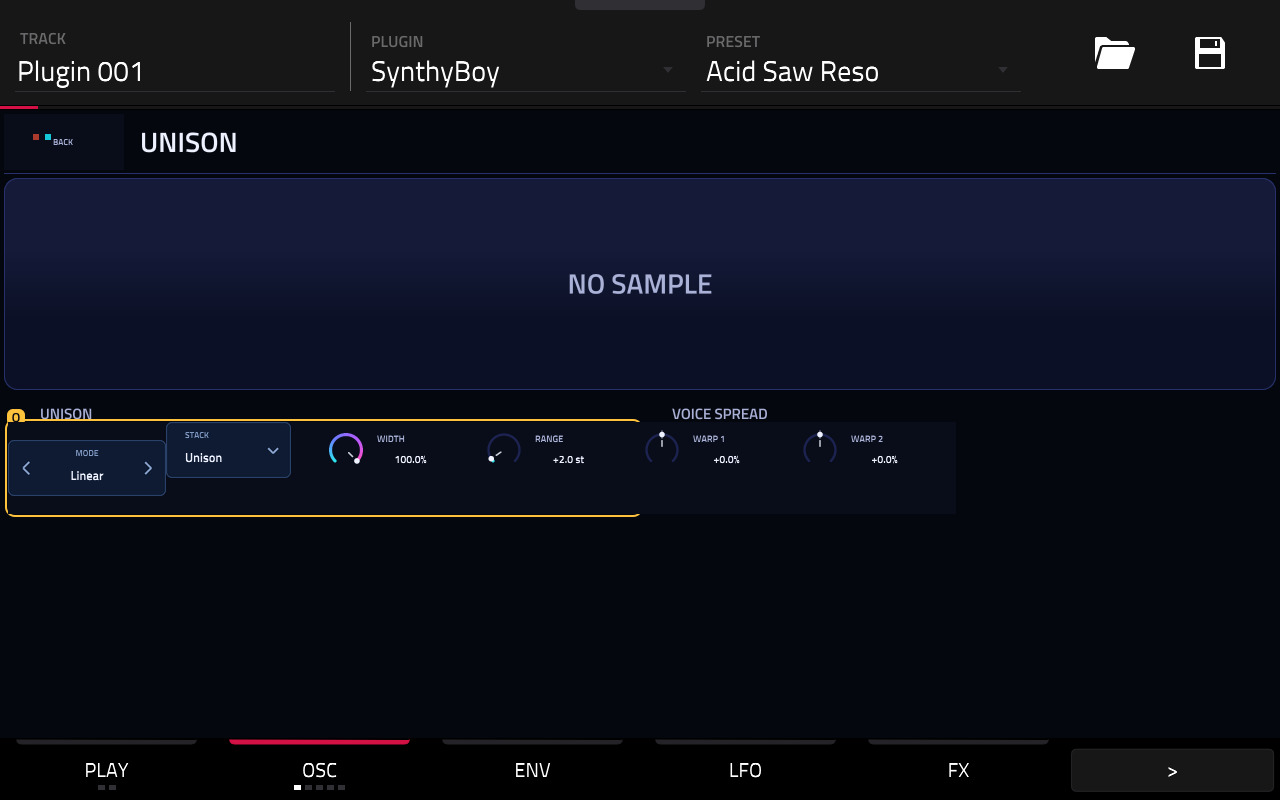 TRACK
Plugin 001
PLUGIN
SynthyBoy
PRESET
Acid Saw Reso
BACK
UNISON
NO SAMPLE
UNISON
VOICE SPREAD
MODE
Linear
STACK
Unison
WIDTH
100.0%
RANGE
+2.0 st
WARP 1
+0.0%
WARP 2
+0.0%
PLAY
OSC
ENV
LFO
FX
>